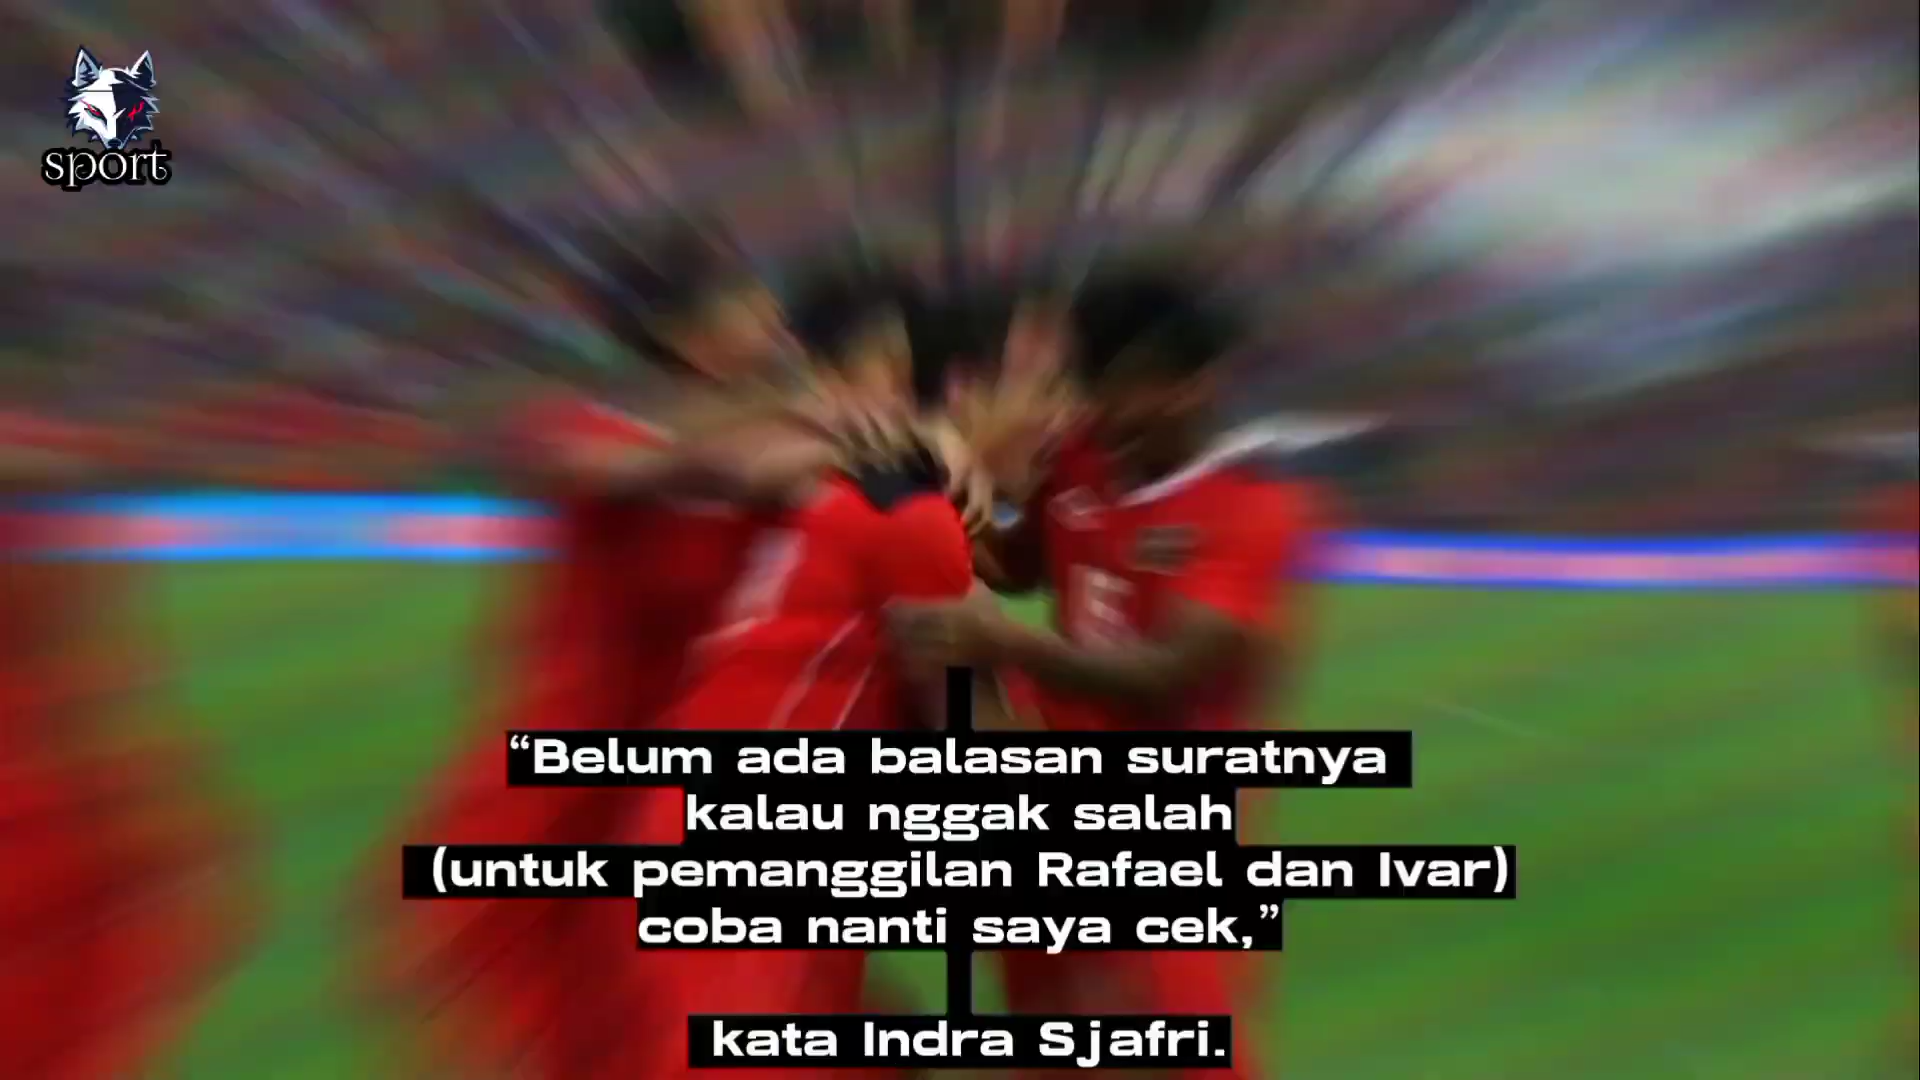 sport
“Belum ada balasan suratnya
kalau nggak salah
(untuk pemanggilan Rafael dan Ivar)
coba nanti saya cek,”
kata Indra Sjafri.